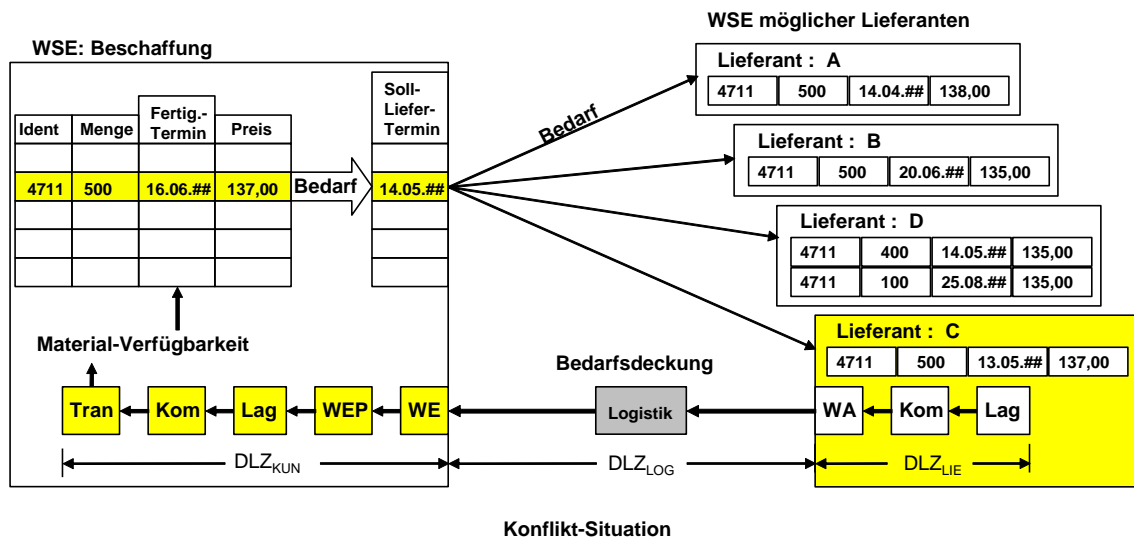 WSE möglicher Lieferanten
WSE: Beschaffung
Ident Menge Fertig.-Termin Preis
Soll-
Liefer-
Termin
4711 500 16.06.## 137,00
Bedarf
14.05.##
Bedarf
Lieferant : A
4711 500 14.04.## 138,00
Lieferant : B
4711 500 20.06.## 135,00
Lieferant : D
4711 400 14.05.## 135,00
4711 100 25.08.## 135,00
Lieferant : C
4711 500 13.05.## 137,00
Material-Verfügbarkeit
Bedarfsdeckung
Tran Kom Lag WEP WE Logistik WA Kom Lag
DLZKUN DLZLOG DLZLIE
Konflikt-Situation